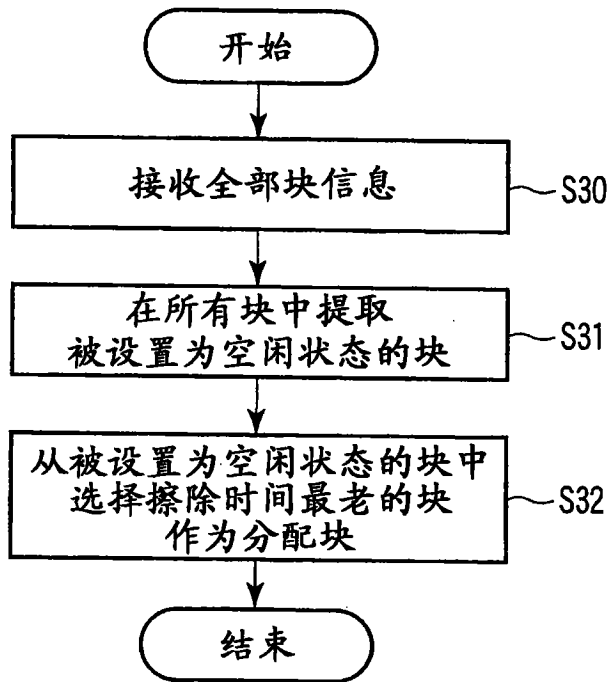 开始
接收全部块信息
S30
在所有块中提取
被设置为空闲状态的块
S31
从被设置为空闲状态的块中
选择擦除时间最老的块
作为分配块
S32
结束